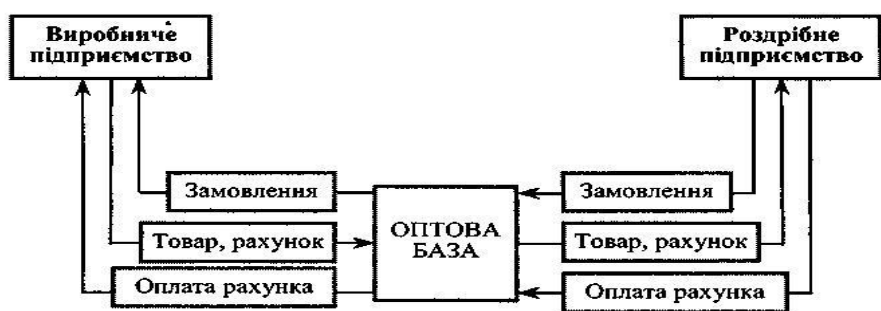 Виробниче
підприємство
Роздрібне
підприємство
Замовлення
Замовлення
ОПТОВА
БАЗА
Товар, рахунок
Товар, рахунок
Оплата рахунка
Оплата рахунка